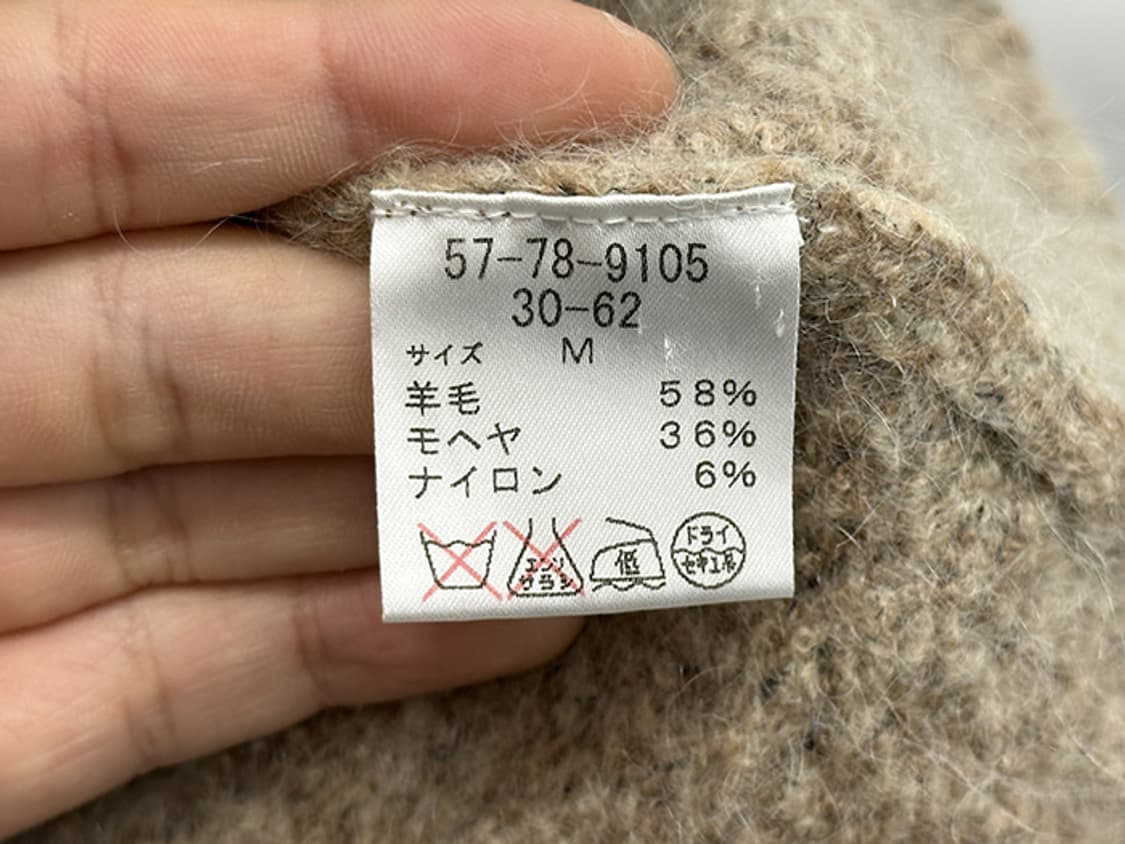 57-78-9105
30-62
サイズ M
羊毛 58%
モヘヤ 36%
ナイロン 6%
エンソ
サラシ
低
ドライ
セキユ系